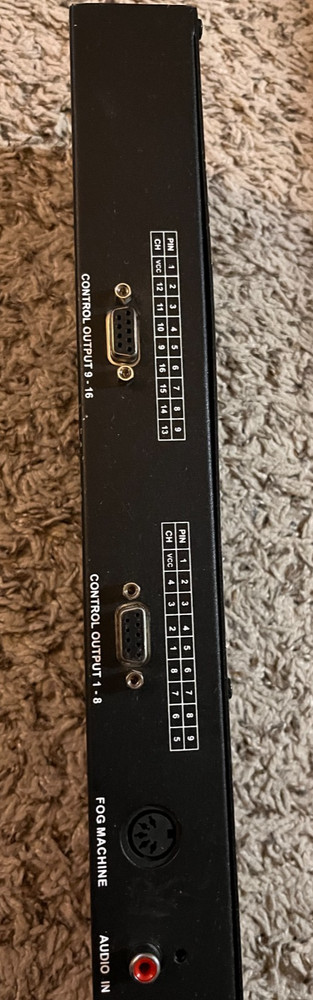 PIN 1 2 3 4 5 6 7 8 9
CH VCC 12 11 10 9 16 15 14 13
CONTROL OUTPUT 9 - 16
PIN 1 2 3 4 5 6 7 8 9
CH VCC 4 3 2 1 8 7 6 5
CONTROL OUTPUT 1 - 8
FOG MACHINE
AUDIO IN